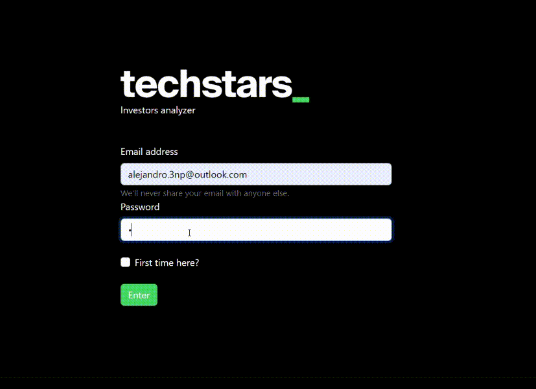 techstars_
Investors analyzer
Email address
alejandro.3np@outlook.com
We'll never share your email with anyone else.
Password
•
First time here?
Enter